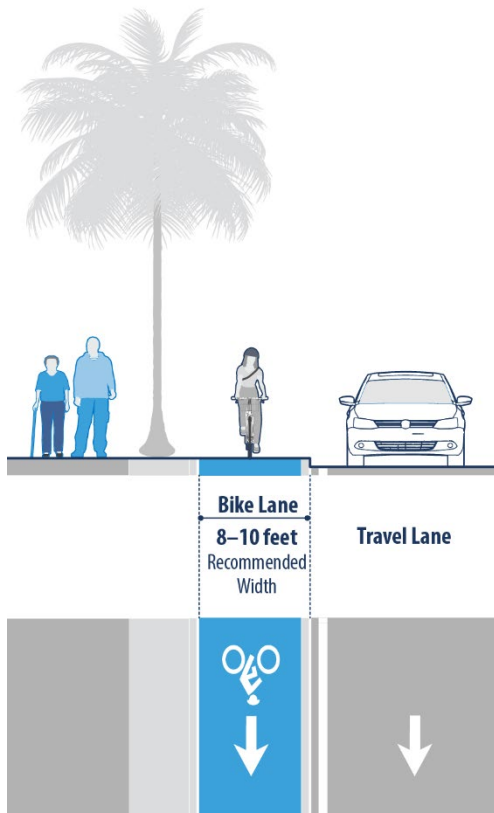 Bike Lane
8–10 feet
Recommended
Width
Travel Lane